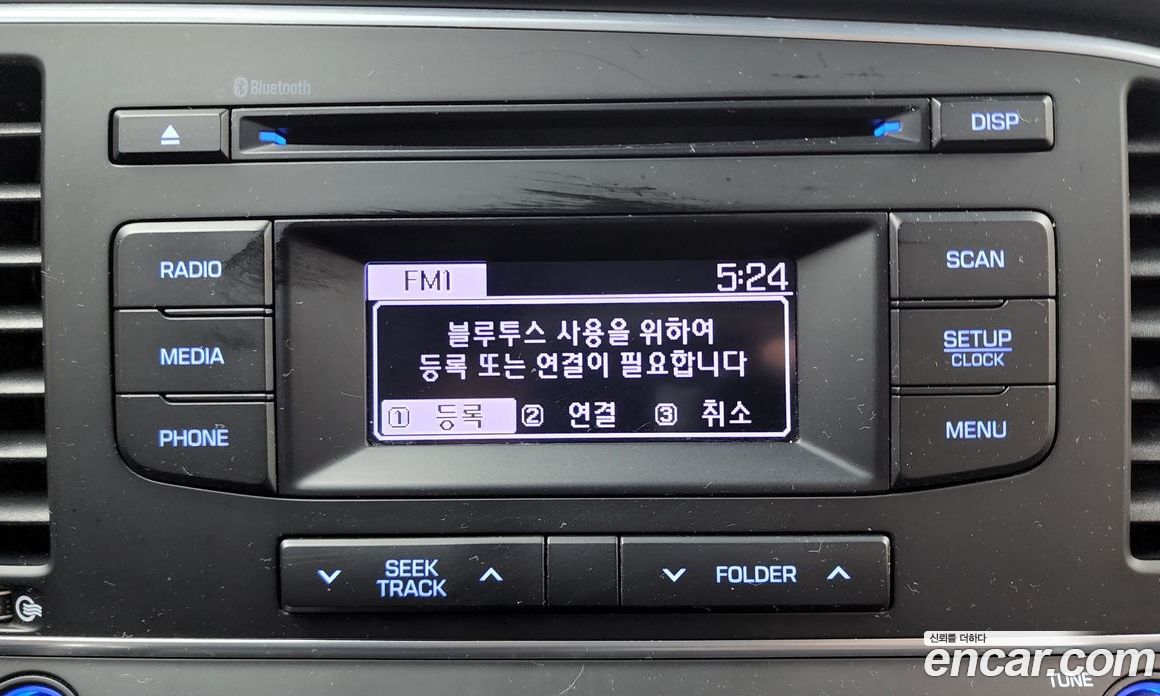 Bluetooth
DISP
RADIO
SCAN
FM1 5:24
블루투스 사용을 위하여
등록 또는 연결이 필요합니다
1 등록 2 연결 3 취소
MEDIA
SETUP
CLOCK
PHONE
MENU
SEEK
TRACK
FOLDER
신뢰를 더하다
encar.com
TUNE